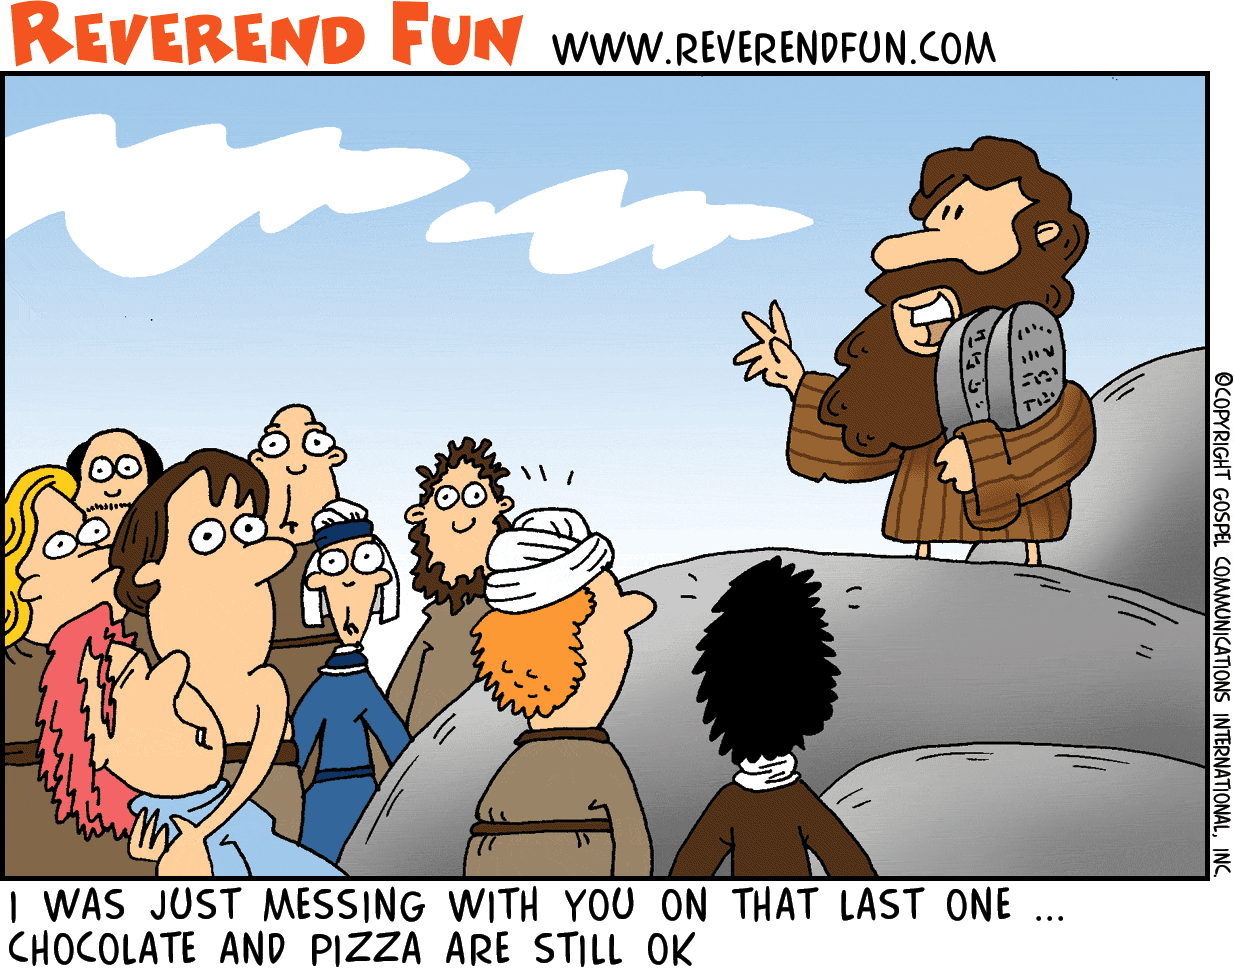 REVEREND FUN WWW.REVERENDFUN.COM
©COPYRIGHT GOSPEL COMMUNICATIONS INTERNATIONAL, INC.
I WAS JUST MESSING WITH YOU ON THAT LAST ONE ...
CHOCOLATE AND PIZZA ARE STILL OK